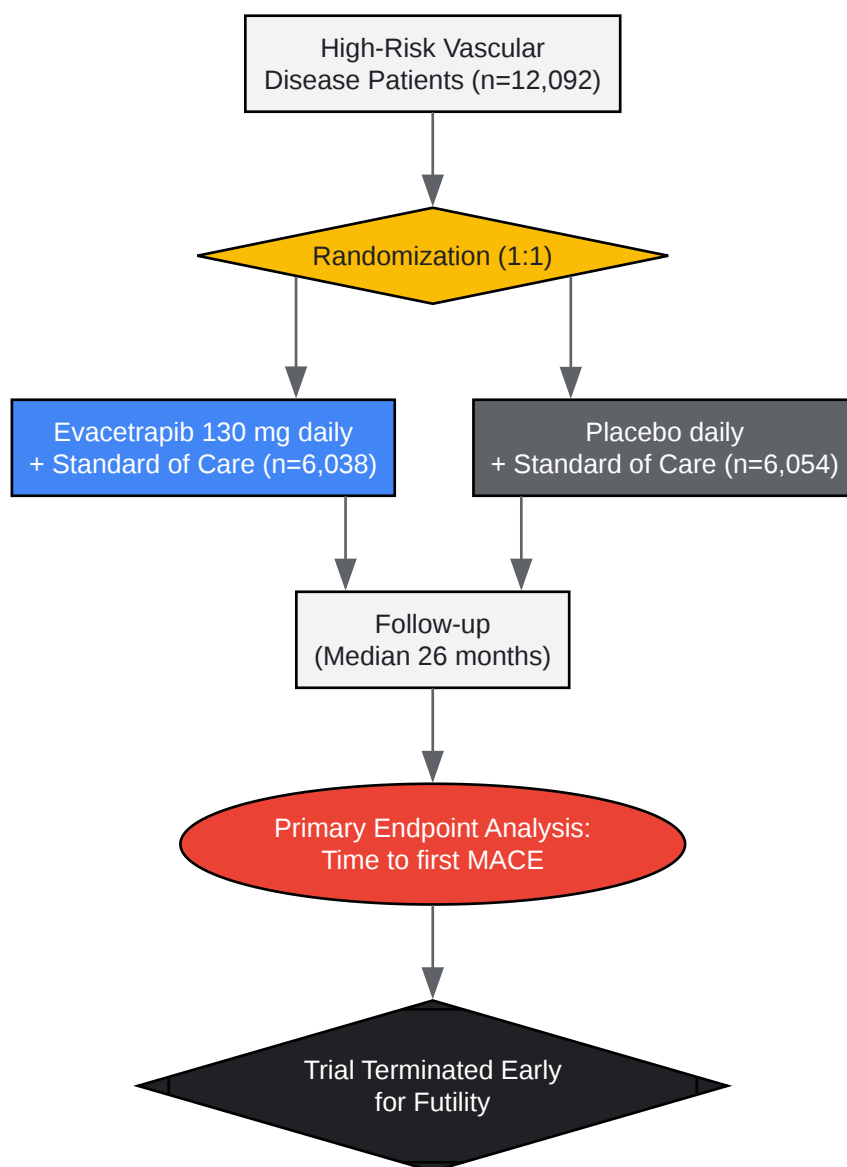 High-Risk Vascular
Disease Patients (n=12,092)
Randomization (1:1)
Evacetrapib 130 mg daily
+ Standard of Care (n=6,038)
Placebo daily
+ Standard of Care (n=6,054)
Follow-up
(Median 26 months)
Primary Endpoint Analysis:
Time to first MACE
Trial Terminated Early
for Futility